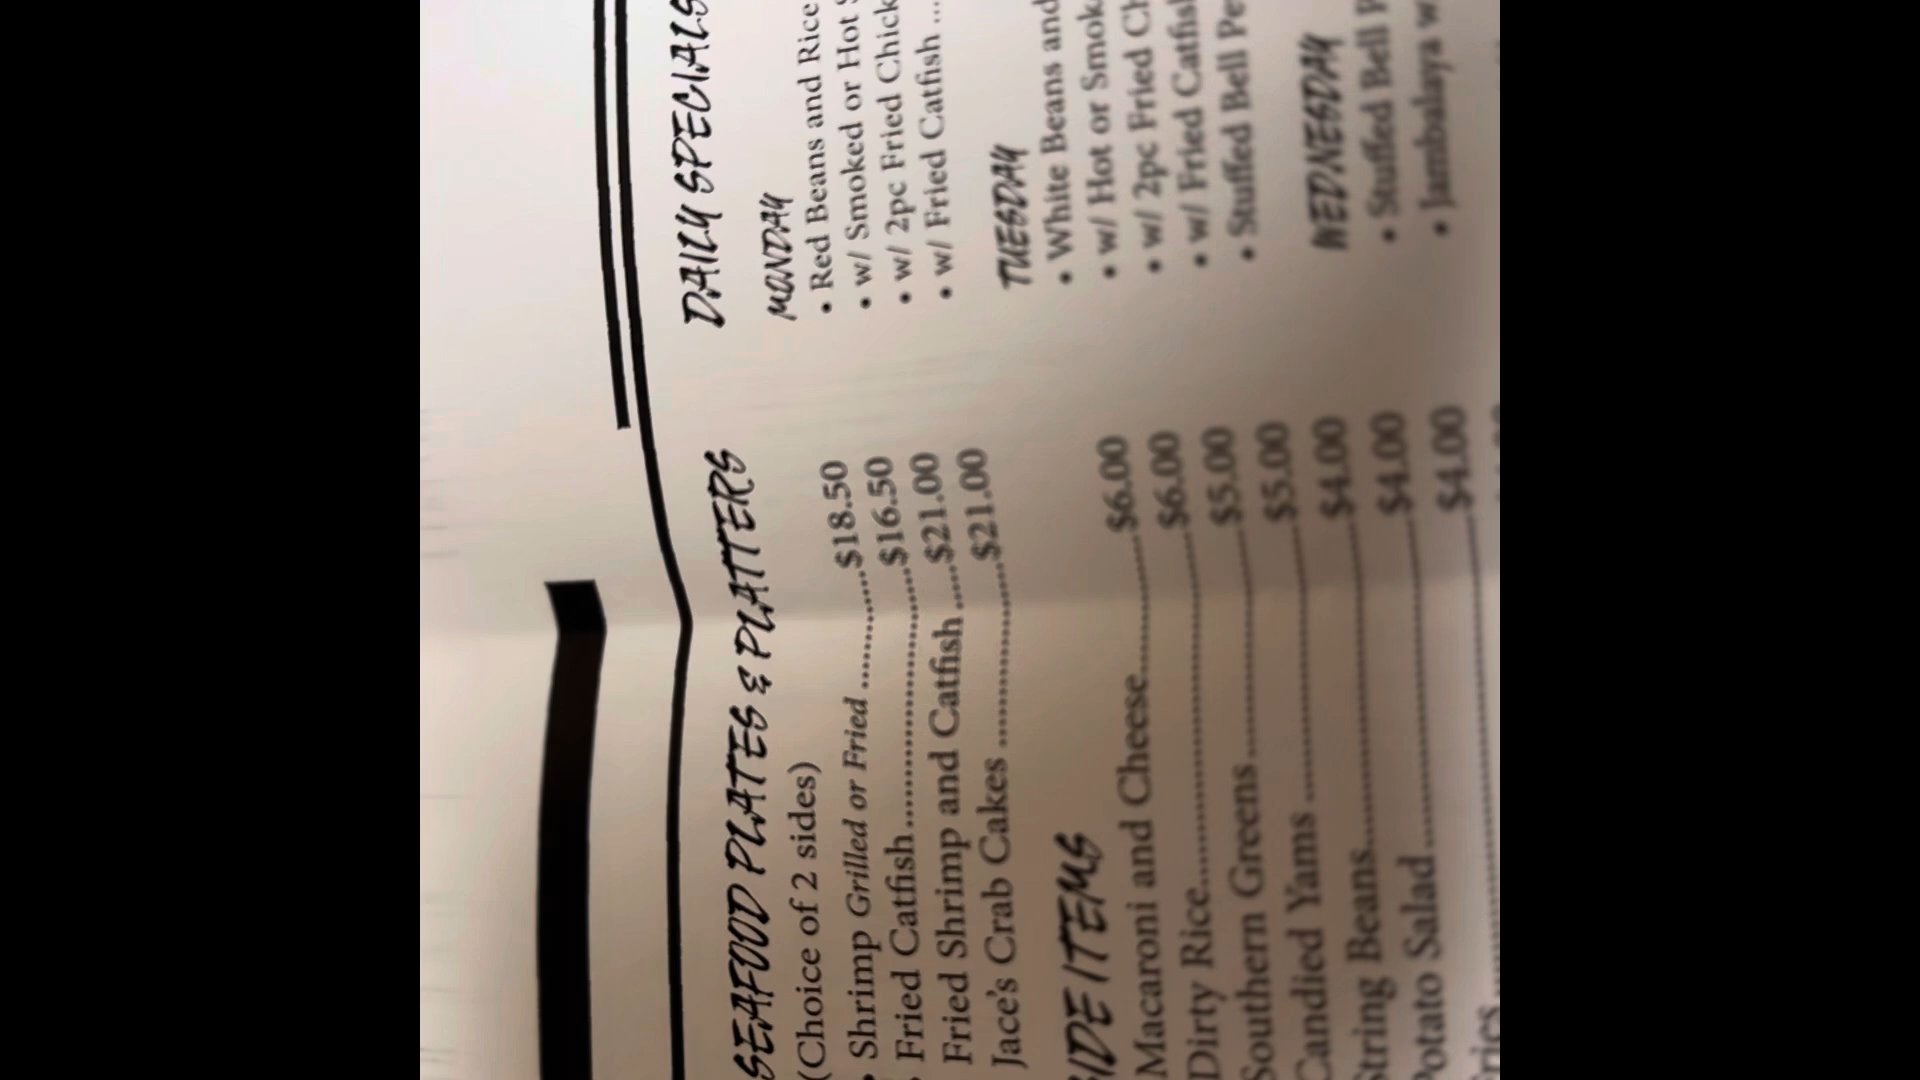 SEAFOOD PLATES & PLATTERS
(Choice of 2 sides)
• Shrimp Grilled or Fried ............$18.50
• Fried Catfish..............................$16.50
Fried Shrimp and Catfish .....$21.00
Jace's Crab Cakes .....................$21.00
SIDE ITEMS
Macaroni and Cheese................$6.00
Dirty Rice.....................................$6.00
Southern Greens.........................$5.00
Candied Yams .............................$5.00
String Beans.................................$4.00
Potato Salad.................................$4.00
$4.00
DAILY SPECIALS
MONDAY
• Red Beans and Rice
• w/ Smoked or Hot
• w/ 2pc Fried Chick
• w/ Fried Catfish ...
TUESDAY
• White Beans and
• w/ Hot or Smok
• w/ 2pc Fried Ch
• w/ Fried Catfish
• Stuffed Bell Pe
WEDNESDAY
• Stuffed Bell P
• Jambalaya w